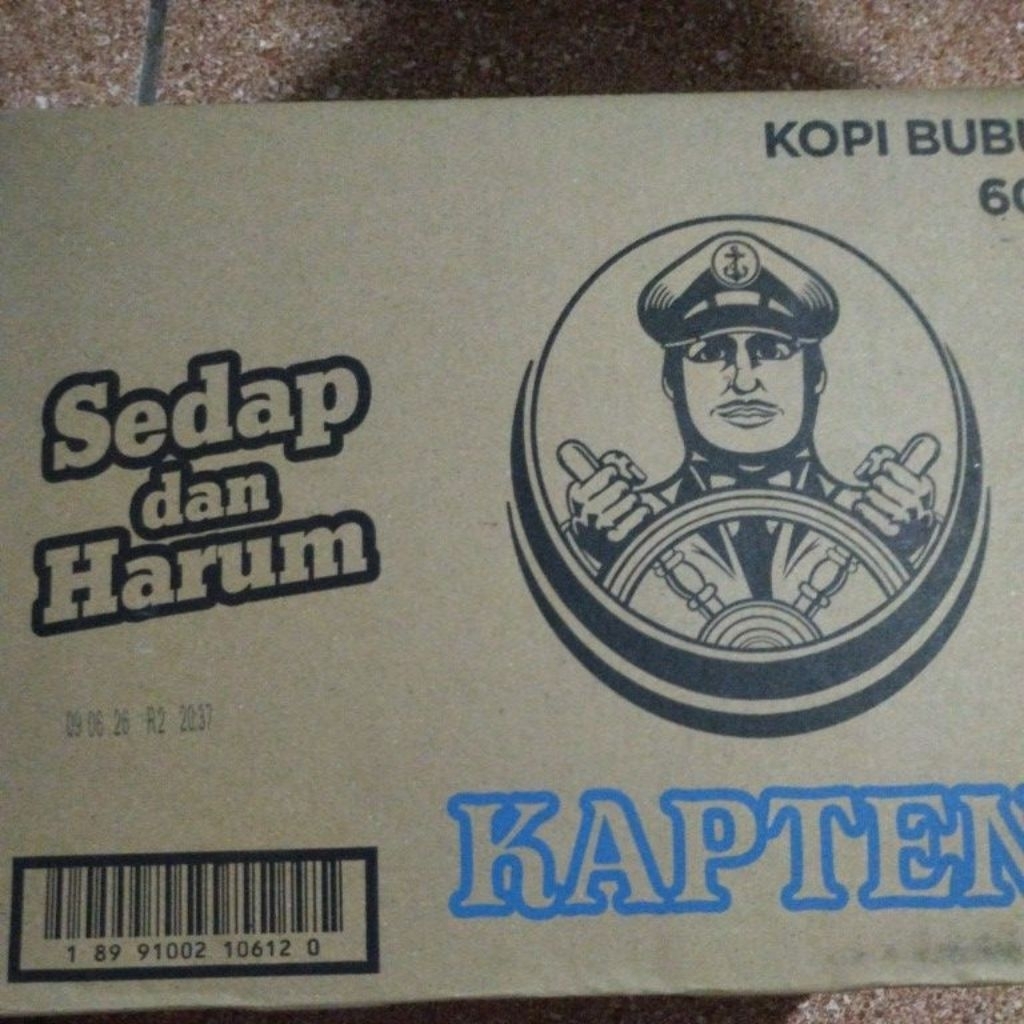 KOPI BUBU
60
Sedap
dan
Harum
09 06 26 R2 20:37
KAPTEN
1 89 91002 10612 0